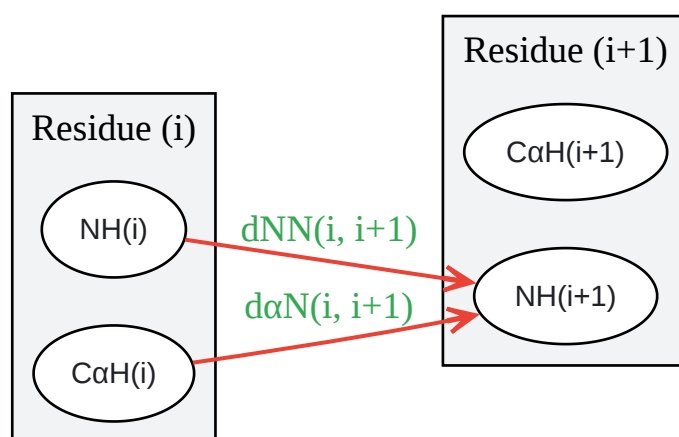 Residue (i)
NH(i)
CαH(i)
dNN(i, i+1)
dαN(i, i+1)
Residue (i+1)
CαH(i+1)
NH(i+1)